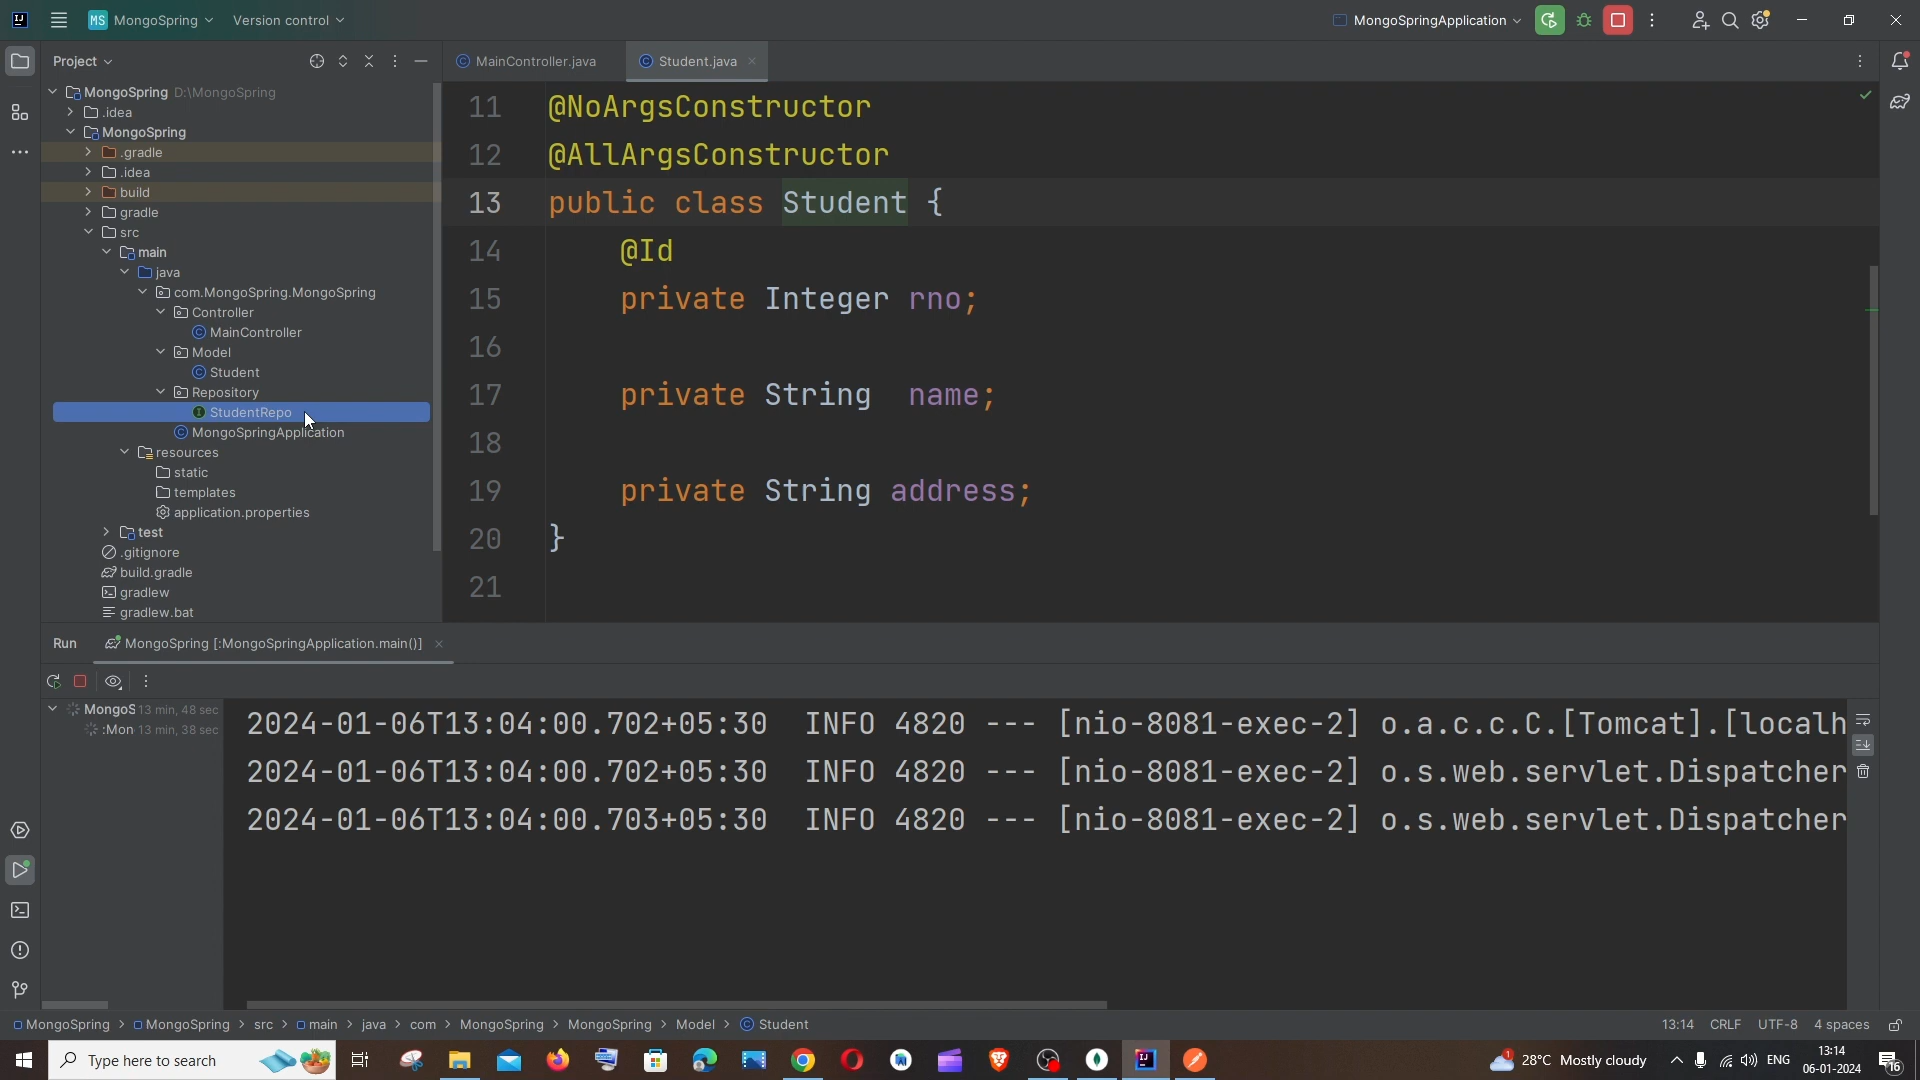 MS MongoSpring Version control MongoSpringApplication
Project MainController.java Student.java
MongoSpring D:\MongoSpring
.idea
MongoSpring
.gradle
.idea
build
gradle
src
main
java
com.MongoSpring.MongoSpring
Controller
MainController
Model
Student
Repository
StudentRepo
MongoSpringApplication
resources
static
templates
application.properties
test
.gitignore
build.gradle
gradlew
gradlew.bat
11 @NoArgsConstructor
12 @AllArgsConstructor
13 public class Student {
14 @Id
15 private Integer rno;
16
17 private String name;
18
19 private String address;
20 }
21
Run MongoSpring [:MongoSpringApplication.main()]
MongoS 13 min, 48 sec
:Mon 13 min, 38 sec
2024-01-06T13:04:00.702+05:30 INFO 4820 --- [nio-8081-exec-2] o.a.c.c.C.[Tomcat].[localh
2024-01-06T13:04:00.702+05:30 INFO 4820 --- [nio-8081-exec-2] o.s.web.servlet.Dispatcher
2024-01-06T13:04:00.703+05:30 INFO 4820 --- [nio-8081-exec-2] o.s.web.servlet.Dispatcher
MongoSpring > MongoSpring > src > main > java > com > MongoSpring > MongoSpring > Model > Student 13:14 CRLF UTF-8 4 spaces
Type here to search 1 28°C Mostly cloudy ENG 13:14
06-01-2024 16